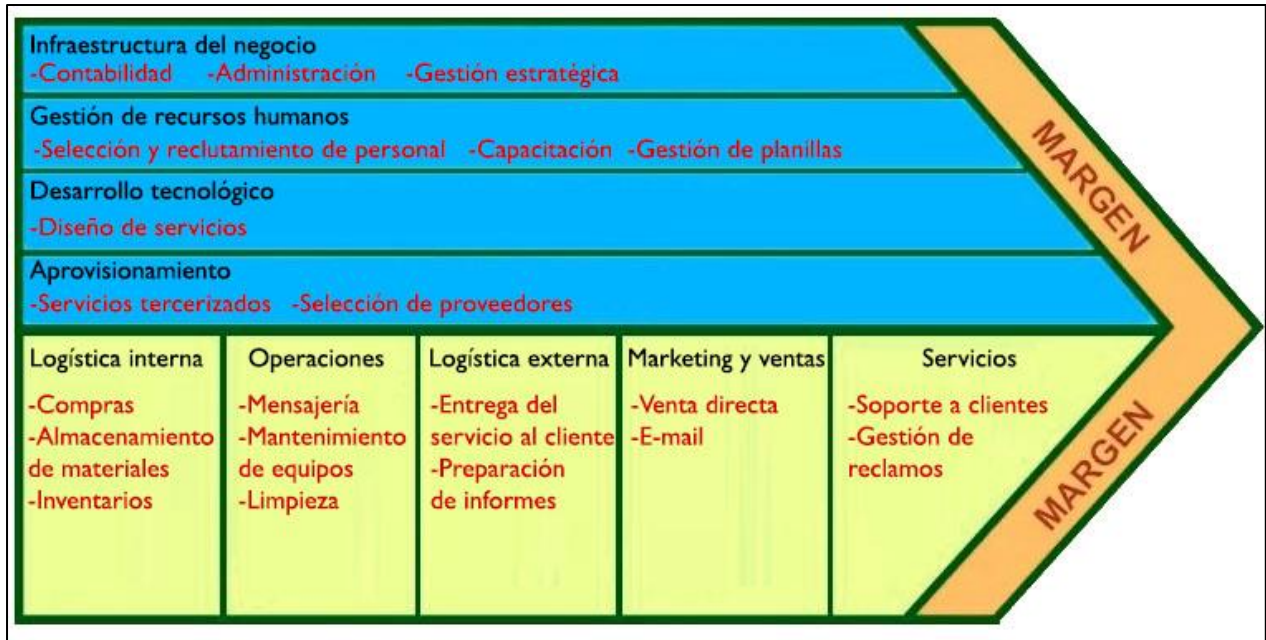 Infraestructura del negocio
-Contabilidad -Administración -Gestión estratégica
Gestión de recursos humanos
-Selección y reclutamiento de personal -Capacitación -Gestión de planillas
Desarrollo tecnológico
-Diseño de servicios
Aprovisionamiento
-Servicios tercerizados -Selección de proveedores
MARGEN
Logística interna
-Compras
-Almacenamiento
de materiales
-Inventarios
Operaciones
-Mensajería
-Mantenimiento
de equipos
-Limpieza
Logística externa
-Entrega del
servicio al cliente
-Preparación
de informes
Marketing y ventas
-Venta directa
-E-mail
Servicios
-Soporte a clientes
-Gestión de
reclamos
MARGEN